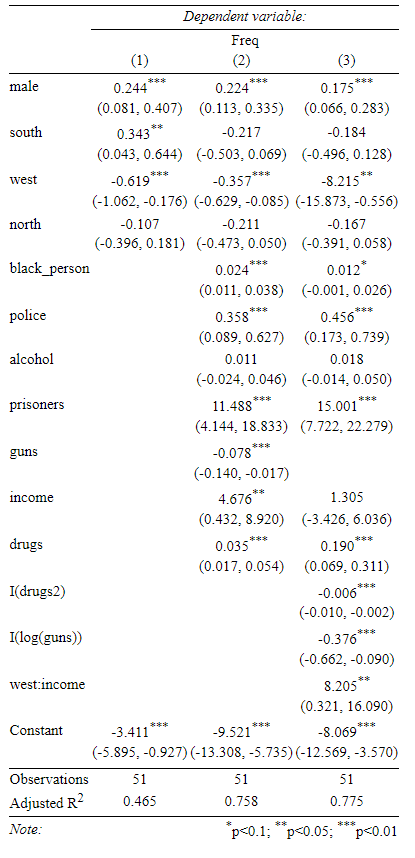 Dependent variable:
Freq
(1) (2) (3)
male 0.244*** 0.224*** 0.175***
(0.081, 0.407) (0.113, 0.335) (0.066, 0.283)
south 0.343** -0.217 -0.184
(0.043, 0.644) (-0.503, 0.069) (-0.496, 0.128)
west -0.619*** -0.357*** -8.215**
(-1.062, -0.176) (-0.629, -0.085) (-15.873, -0.556)
north -0.107 -0.211 -0.167
(-0.396, 0.181) (-0.473, 0.050) (-0.391, 0.058)
black_person 0.024*** 0.012*
(0.011, 0.038) (-0.001, 0.026)
police 0.358*** 0.456***
(0.089, 0.627) (0.173, 0.739)
alcohol 0.011 0.018
(-0.024, 0.046) (-0.014, 0.050)
prisoners 11.488*** 15.001***
(4.144, 18.833) (7.722, 22.279)
guns -0.078***
(-0.140, -0.017)
income 4.676** 1.305
(0.432, 8.920) (-3.426, 6.036)
drugs 0.035*** 0.190***
(0.017, 0.054) (0.069, 0.311)
I(drugs2) -0.006***
(-0.010, -0.002)
I(log(guns)) -0.376***
(-0.662, -0.090)
west:income 8.205**
(0.321, 16.090)
Constant -3.411*** -9.521*** -8.069***
(-5.895, -0.927) (-13.308, -5.735) (-12.569, -3.570)
Observations 51 51 51
Adjusted R2 0.465 0.758 0.775
Note: *p<0.1; **p<0.05; ***p<0.01